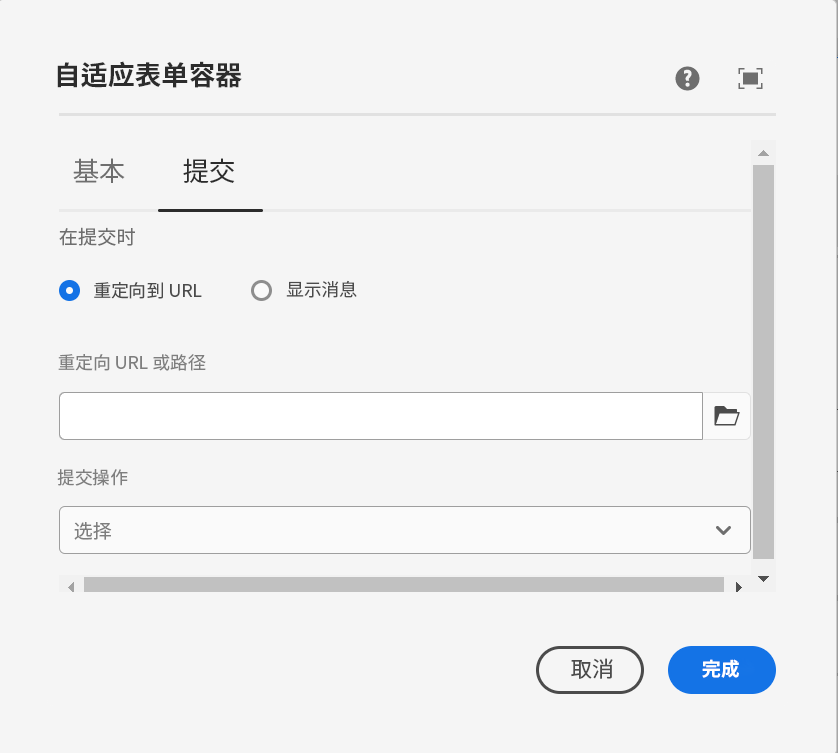 自适应表单容器
基本 提交
在提交时
重定向到 URL 显示消息
重定向 URL 或路径
提交操作
选择
取消 完成